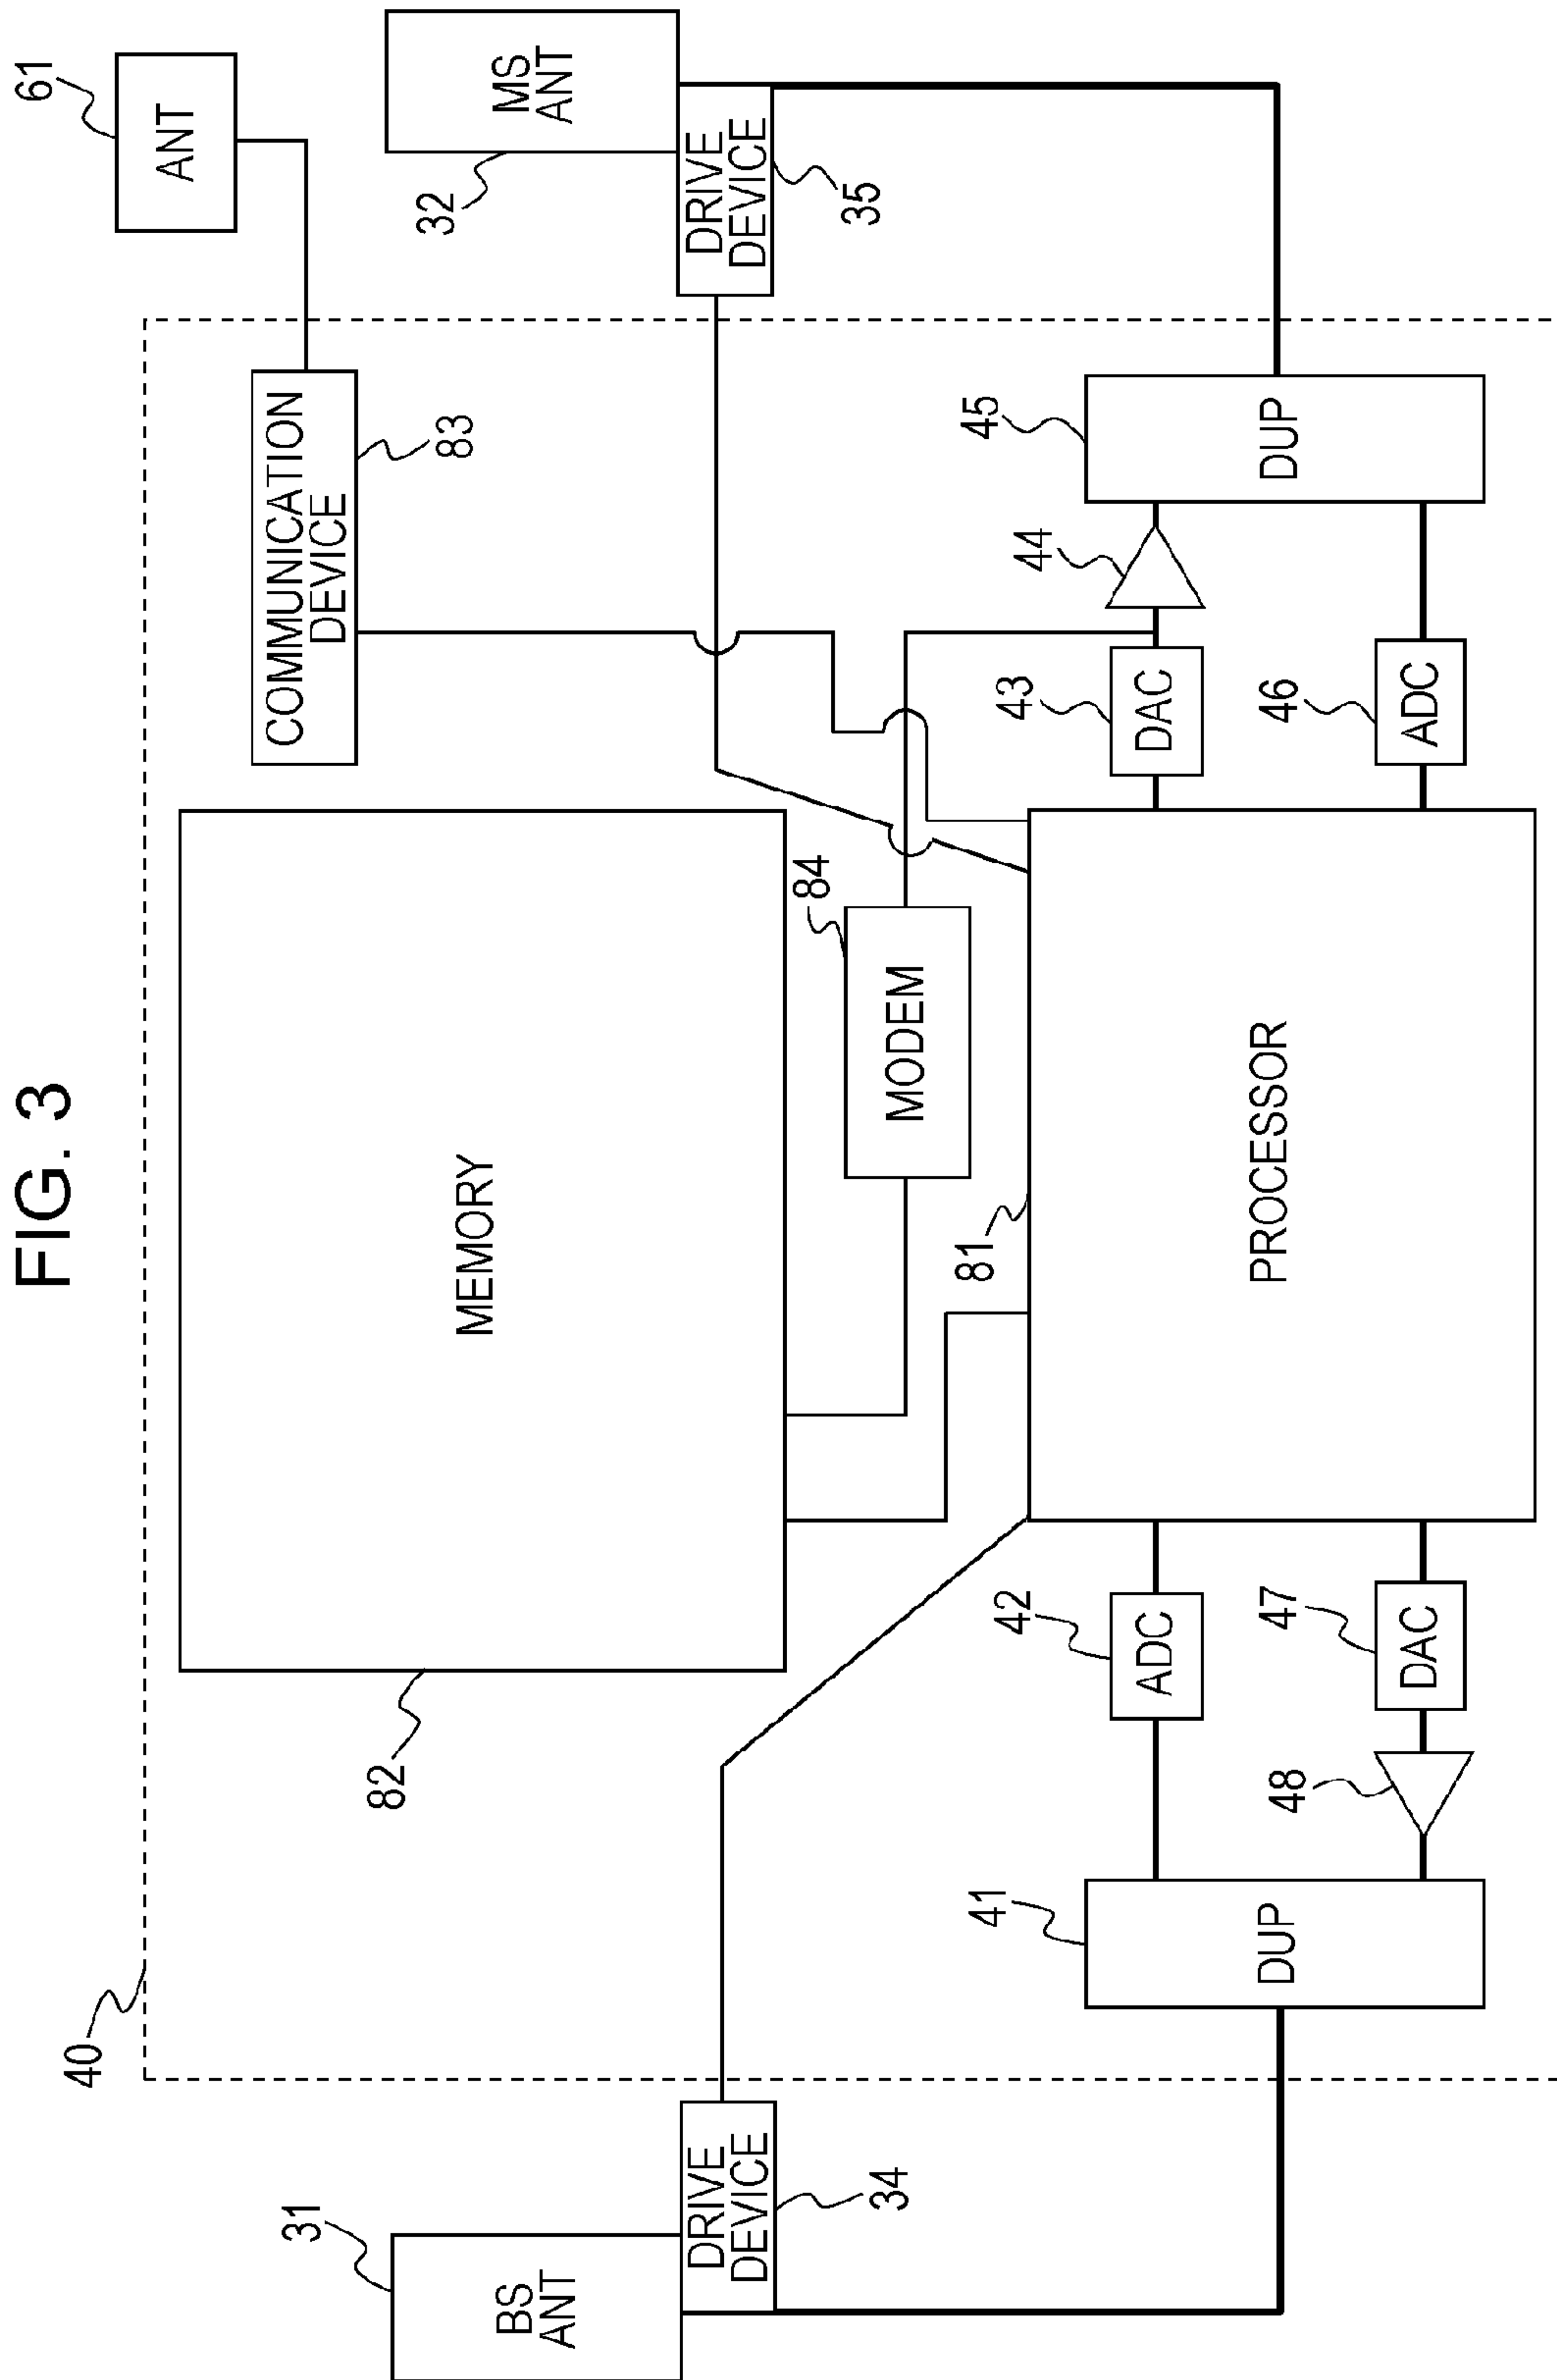 FIG. 3
40
82
MEMORY
COMMUNICATION
DEVICE
83
ANT
61
31
BS
ANT
DRIVE
DEVICE
34
MODEM
84
MS
ANT
32
DRIVE
DEVICE
35
81
PROCESSOR
41
DUP
42
ADC
43
DAC
44
45
DUP
48
47
DAC
46
ADC